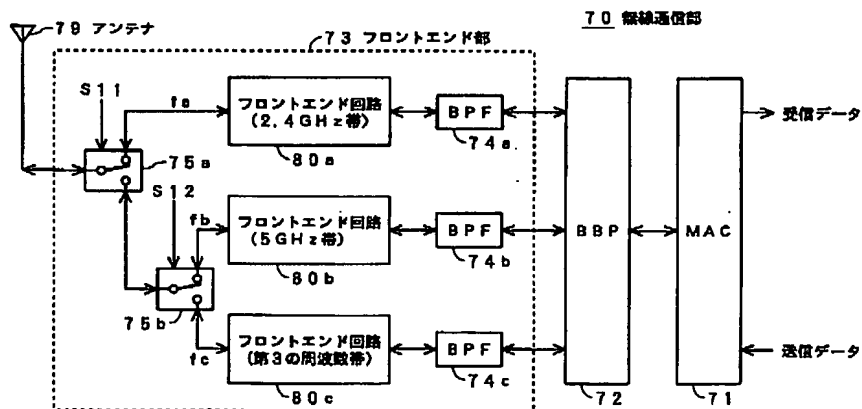 70 無線通信部
79 アンテナ
73 フロントエンド部
S11
fa
フロントエンド回路
(2.4GHz帯)
80a
BPF
74a
受信データ
75a
S12
fb
フロントエンド回路
(5GHz帯)
80b
BPF
74b
BBP
MAC
75b
fc
フロントエンド回路
(第3の周波数帯)
80c
BPF
74c
送信データ
72
71